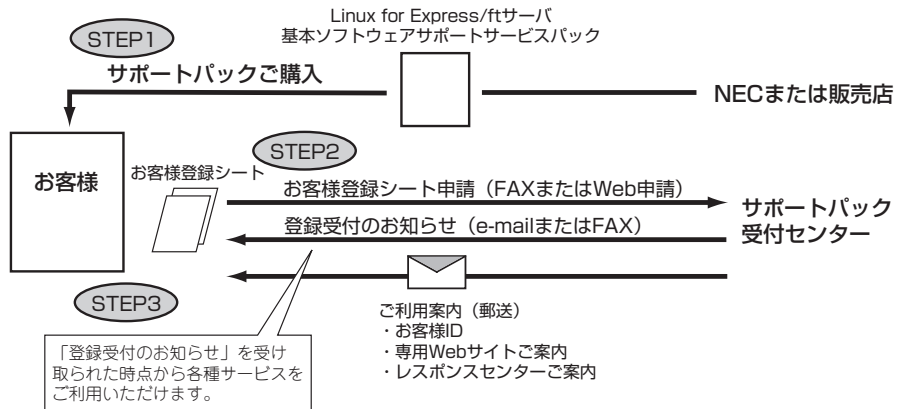 Linux for Express/ftサーバ
基本ソフトウェアサポートサービスパック
STEP1
サポートパックご購入
NECまたは販売店
お客様
お客様登録シート
STEP2
お客様登録シート申請（FAXまたはWeb申請）
登録受付のお知らせ（e-mailまたはFAX）
サポートパック
受付センター
STEP3
ご利用案内（郵送）
・お客様ID
・専用Webサイトご案内
・レスポンスセンターご案内
「登録受付のお知らせ」を受け
取られた時点から各種サービスを
ご利用いただけます。